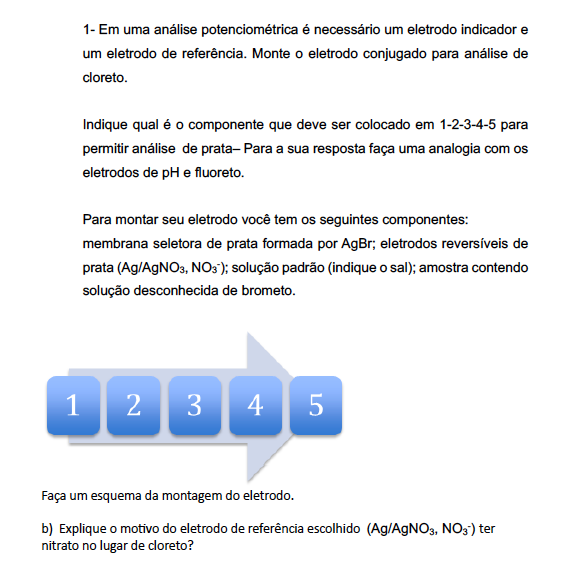 1- Em uma análise potenciométrica é necessário um eletrodo indicador e
um eletrodo de referência. Monte o eletrodo conjugado para análise de
cloreto.
Indique qual é o componente que deve ser colocado em 1-2-3-4-5 para
permitir análise de prata– Para a sua resposta faça uma analogia com os
eletrodos de pH e fluoreto.
Para montar seu eletrodo você tem os seguintes componentes:
membrana seletora de prata formada por AgBr; eletrodos reversíveis de
prata (Ag/AgNO₃, NO₃⁻); solução padrão (indique o sal); amostra contendo
solução desconhecida de brometo.
1 2 3 4 5
Faça um esquema da montagem do eletrodo.
b) Explique o motivo do eletrodo de referência escolhido (Ag/AgNO₃, NO₃⁻) ter
nitrato no lugar de cloreto?